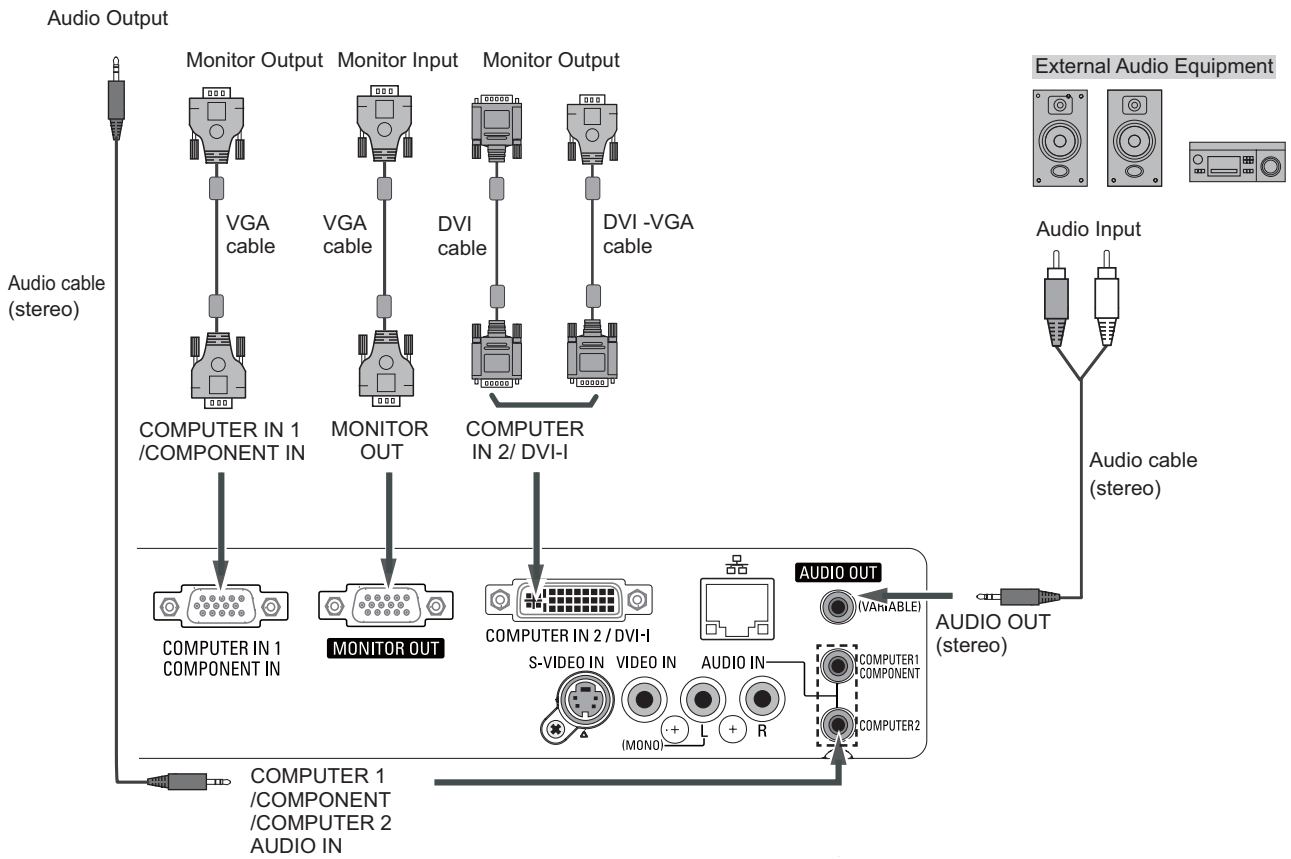 Audio Output
Monitor Output
Monitor Input
Monitor Output
External Audio Equipment
VGA
cable
VGA
cable
DVI
cable
DVI -VGA
cable
Audio Input
Audio cable
(stereo)
COMPUTER IN 1
/COMPONENT IN
MONITOR
OUT
COMPUTER
IN 2/ DVI-I
Audio cable
(stereo)
AUDIO OUT
(VARIABLE)
AUDIO OUT
(stereo)
COMPUTER IN 1
COMPONENT IN
MONITOR OUT
COMPUTER IN 2 / DVI-I
S-VIDEO IN
VIDEO IN
AUDIO IN
COMPUTER1
COMPONENT
COMPUTER2
(MONO)
L
R
COMPUTER 1
/COMPONENT
/COMPUTER 2
AUDIO IN